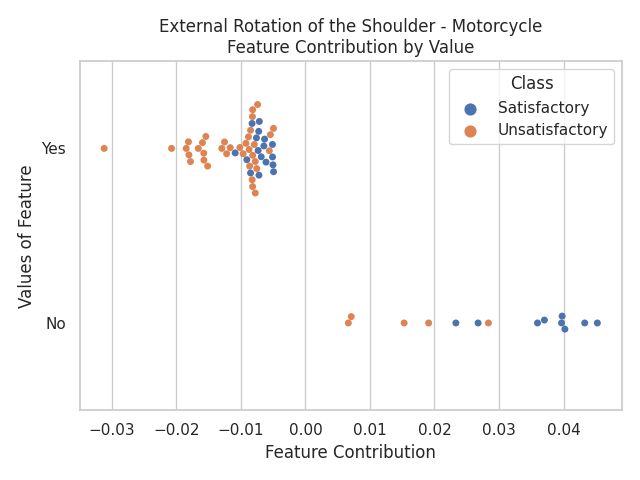 External Rotation of the Shoulder - Motorcycle
Feature Contribution by Value
Class
Satisfactory
Unsatisfactory
Values of Feature
Yes
No
−0.03 −0.02 −0.01 0.00 0.01 0.02 0.03 0.04
Feature Contribution